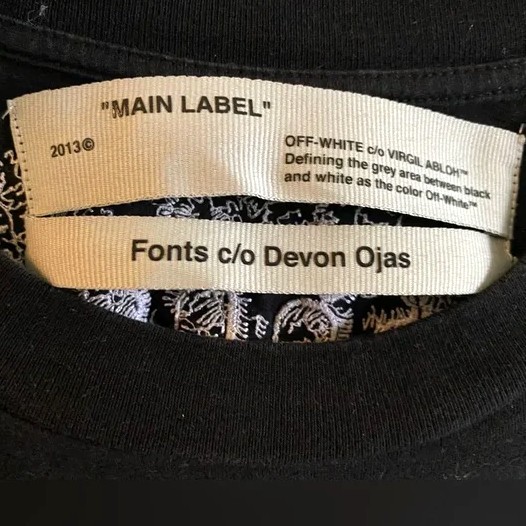 "MAIN LABEL"
2013©
OFF-WHITE c/o VIRGIL ABLOH™
Defining the grey area between black
and white as the color Off-White™
Fonts c/o Devon Ojas